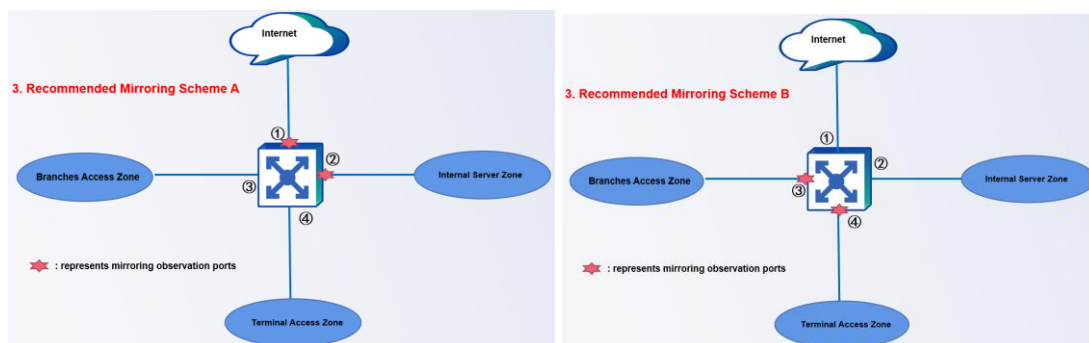 Internet
3. Recommended Mirroring Scheme A
①
②
Branches Access Zone
Internal Server Zone
③
④
: represents mirroring observation ports
Terminal Access Zone
Internet
3. Recommended Mirroring Scheme B
①
②
Branches Access Zone
Internal Server Zone
③
④
: represents mirroring observation ports
Terminal Access Zone